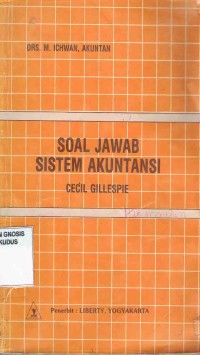 DRS. M. ICHWAN, AKUNTAN
SOAL JAWAB
SISTEM AKUNTANSI
CECIL GILLESPIE
N GNOSIS
KUDUS
Penerbit : LIBERTY, YOGYAKARTA